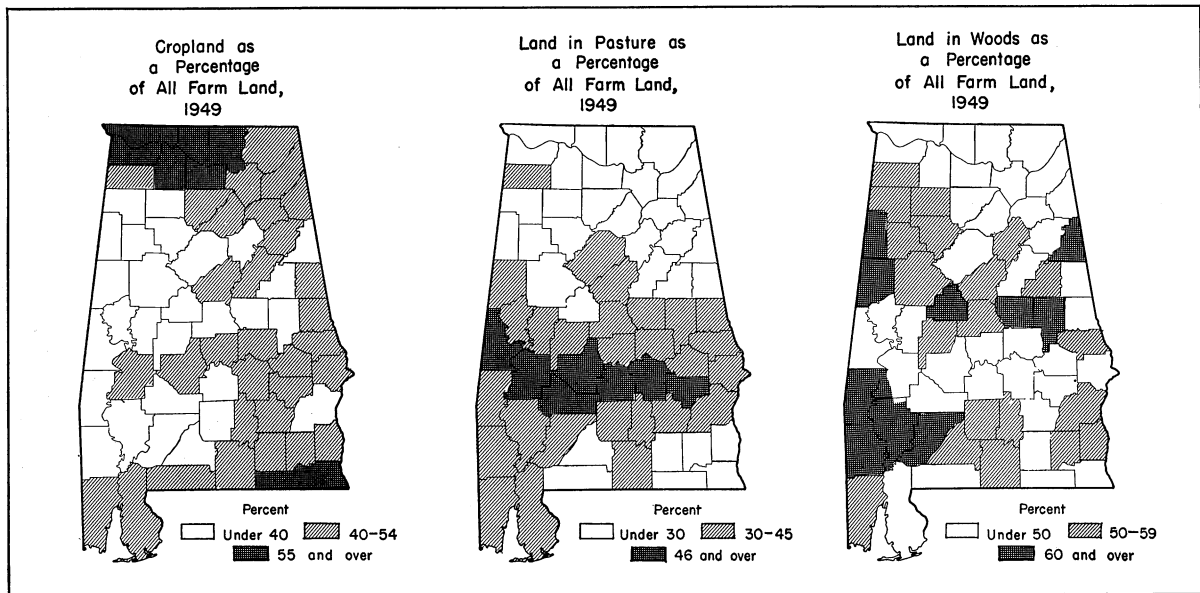 Cropland as
a Percentage
of All Farm Land,
1949
Percent
Under 40
40-54
55 and over
Land in Pasture as
a Percentage
of All Farm Land,
1949
Percent
Under 30
30-45
46 and over
Land in Woods as
a Percentage
of All Farm Land,
1949
Percent
Under 50
50-59
60 and over